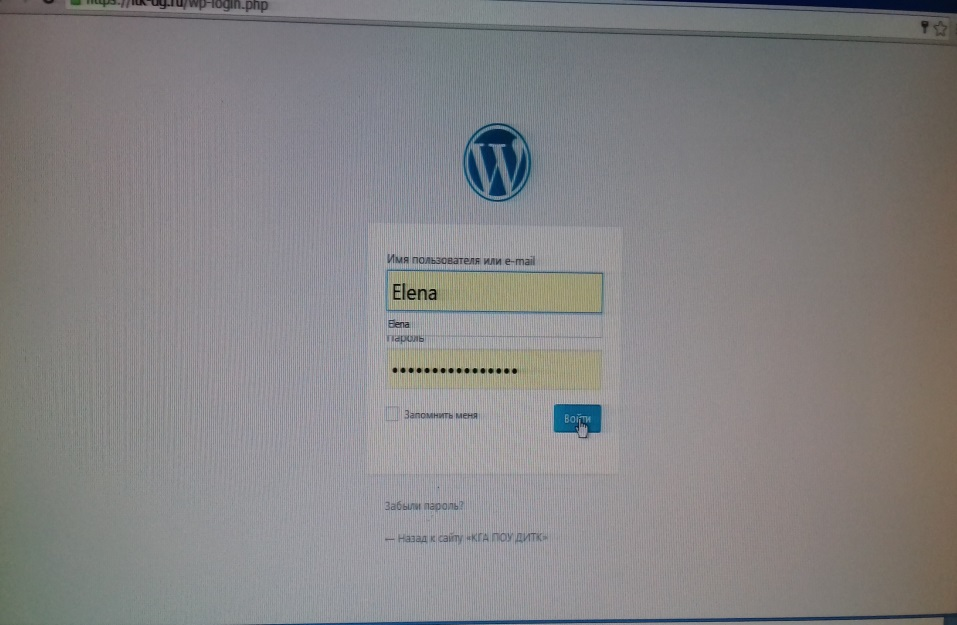 Имя пользователя или e-mail
Elena
Elena
Пароль
••••••••••••••••
Запомнить меня
Войти
Забыли пароль?
← Назад к сайту «КГА ПОУ ДИТК»